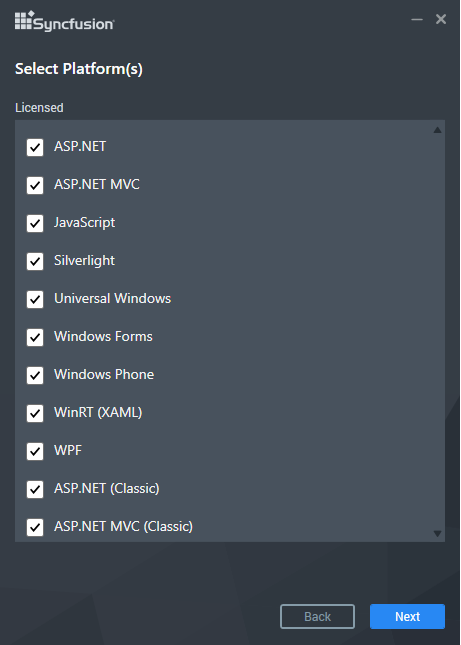 Syncfusion
Select Platform(s)
Licensed
ASP.NET
ASP.NET MVC
JavaScript
Silverlight
Universal Windows
Windows Forms
Windows Phone
WinRT (XAML)
WPF
ASP.NET (Classic)
ASP.NET MVC (Classic)
Back
Next